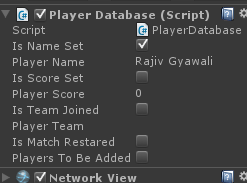 Player Database (Script)
Script PlayerDatabase
Is Name Set
Player Name Rajiv Gyawali
Is Score Set
Player Score 0
Is Team Joined
Player Team
Is Match Restared
Players To Be Added
Network View